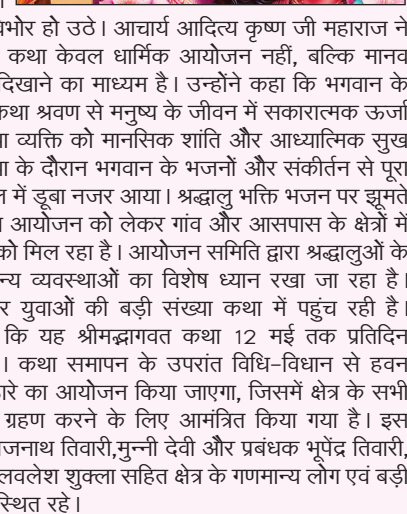 भोर हो उठे। आचार्य आदित्य कृष्ण जी महाराज ने
कथा केवल धार्मिक आयोजन नहीं, बल्कि मानव
दिखाने का माध्यम है। उन्होंने कहा कि भगवान के
कथा श्रवण से मनुष्य के जीवन में सकारात्मक ऊर्जा
व्यक्ति को मानसिक शांति और आध्यात्मिक सुख
के दौरान भगवान के भजनों और संकीर्तन से पूरा
में डूबा नजर आया। श्रद्धालु भक्ति भजन पर झूमते
आयोजन को लेकर गांव और आसपास के क्षेत्रों में
को मिल रहा है। आयोजन समिति द्वारा श्रद्धालुओं के
न्य व्यवस्थाओं का विशेष ध्यान रखा जा रहा है।
र युवाओं की बड़ी संख्या कथा में पहुंच रही है।
कि यह श्रीमद्भागवत कथा 12 मई तक प्रतिदिन
। कथा समापन के उपरांत विधि-विधान से हवन
ारे का आयोजन किया जाएगा, जिसमें क्षेत्र के सभी
ग्रहण करने के लिए आमंत्रित किया गया है। इस
जनाथ तिवारी,मुन्नी देवी और प्रबंधक भूपेंद्र तिवारी,
लवलेश शुक्ला सहित क्षेत्र के गणमान्य लोग एवं बड़ी
स्थित रहे।